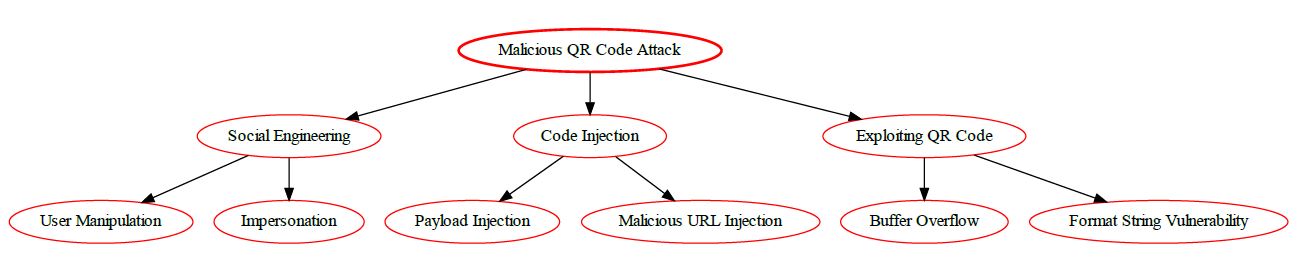 Malicious QR Code Attack
Social Engineering
Code Injection
Exploiting QR Code
User Manipulation
Impersonation
Payload Injection
Malicious URL Injection
Buffer Overflow
Format String Vulnerability